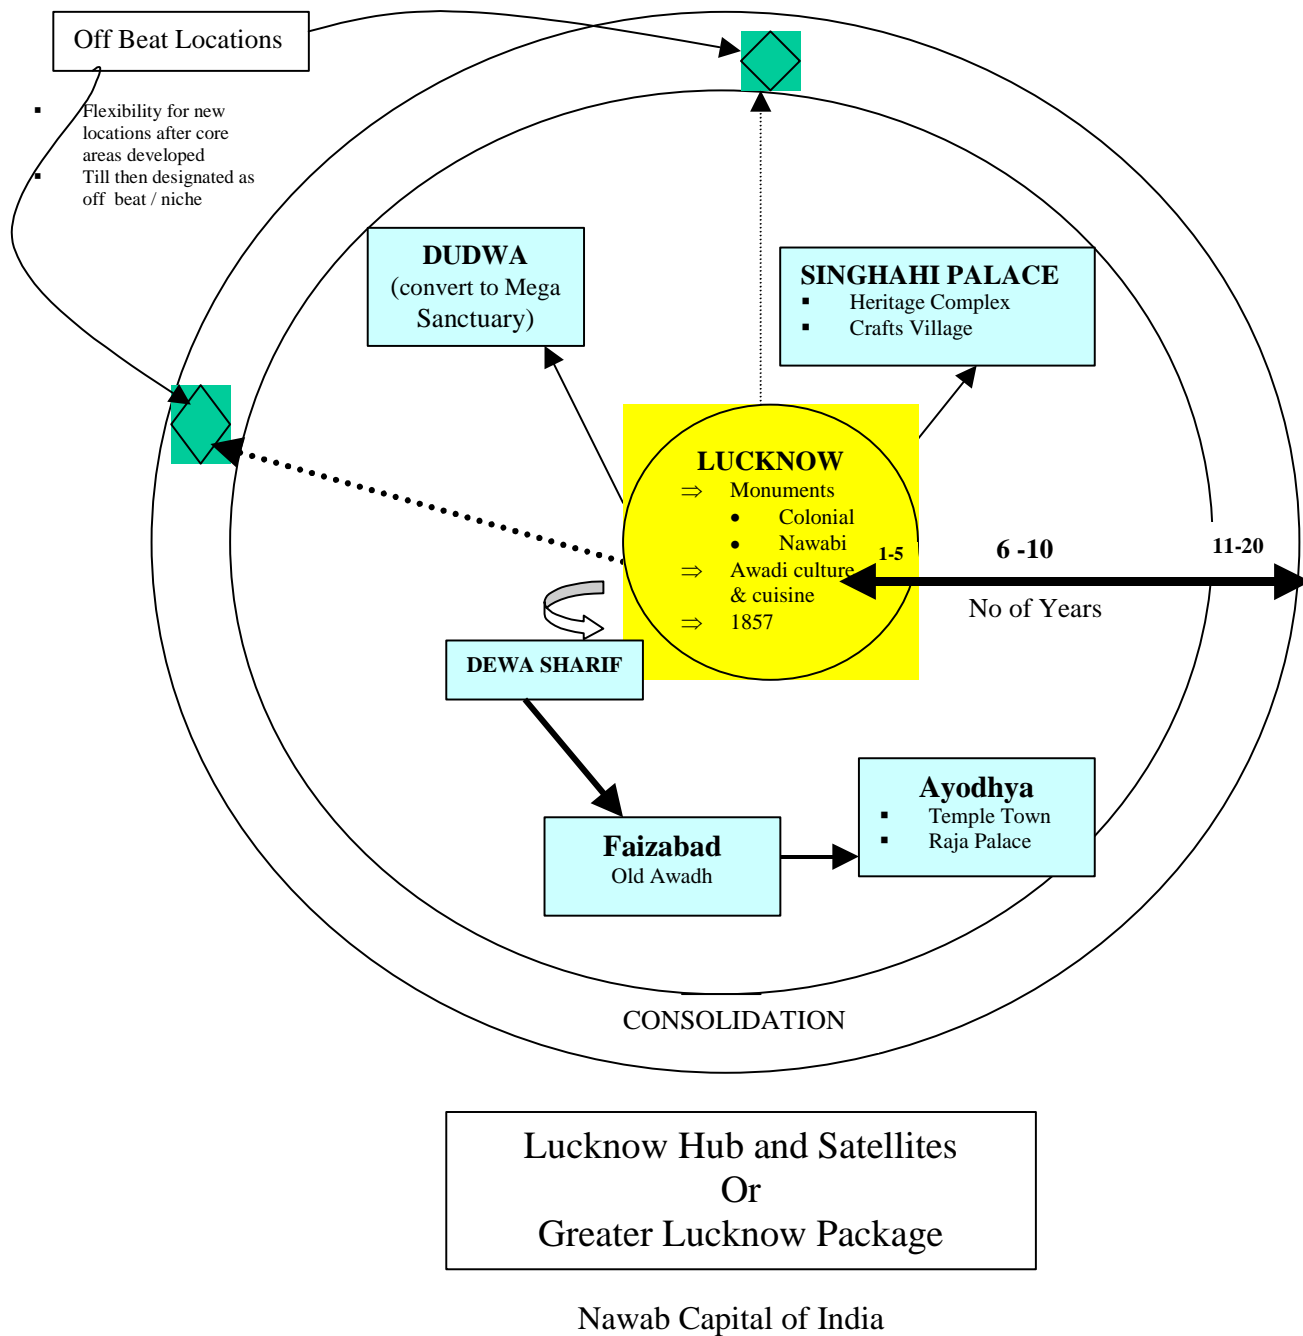 Off Beat Locations
▪ Flexibility for new
locations after core
areas developed
▪ Till then designated as
off beat / niche
DUDWA
(convert to Mega
Sanctuary)
SINGHAHI PALACE
▪ Heritage Complex
▪ Crafts Village
LUCKNOW
⇒ Monuments
● Colonial
● Nawabi
⇒ Awadi culture
& cuisine
⇒ 1857
1-5
6 -10
11-20
No of Years
DEWA SHARIF
Faizabad
Old Awadh
Ayodhya
▪ Temple Town
▪ Raja Palace
CONSOLIDATION
Lucknow Hub and Satellites
Or
Greater Lucknow Package
Nawab Capital of India